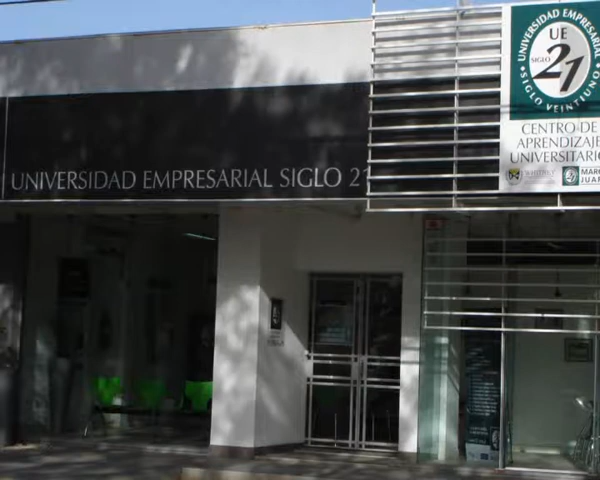 UNIVERSIDAD EMPRESARIAL SIGLO 21
UNIVERSIDAD EMPRESARIAL
UE
SIGLO 21
SIGLO VEINTIUNO
CENTRO DE
APRENDIZAJE
UNIVERSITARIO